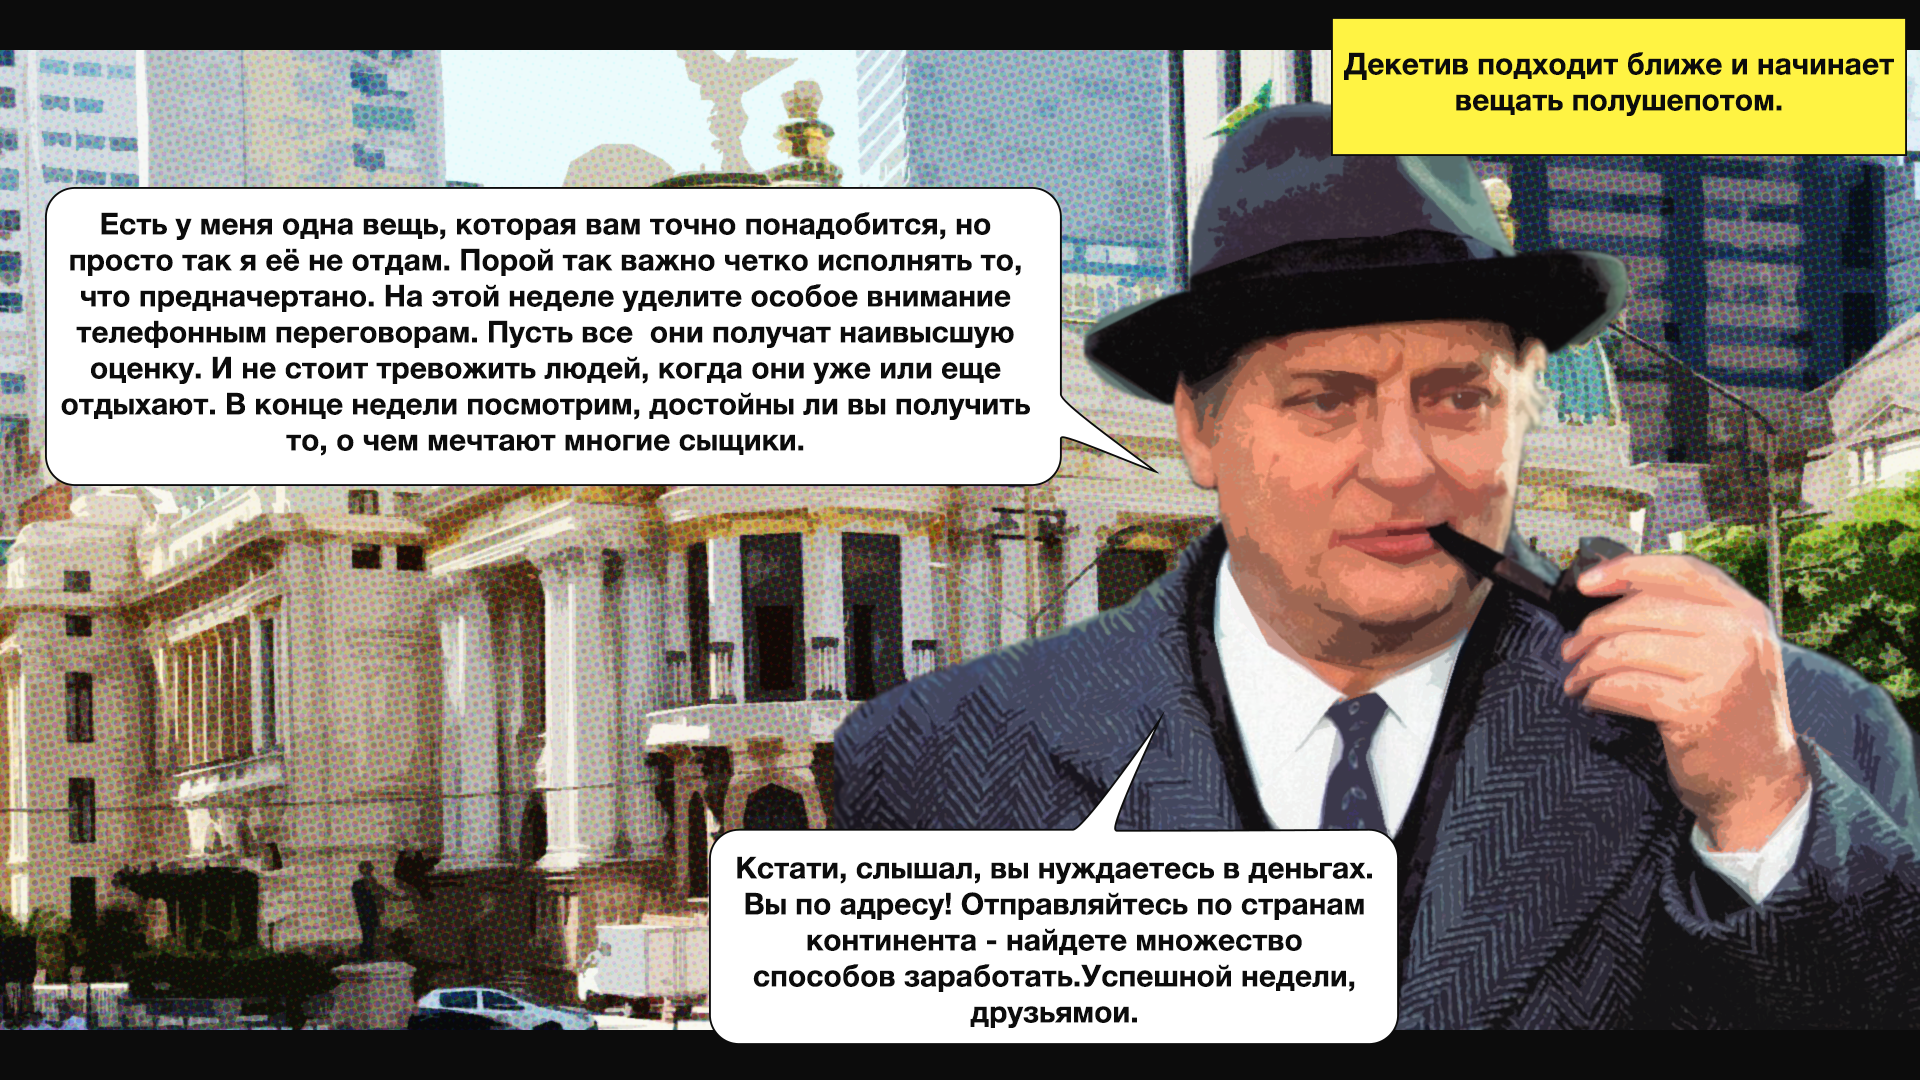 Декетив подходит ближе и начинает
вещать полушепотом.
Есть у меня одна вещь, которая вам точно понадобится, но
просто так я её не отдам. Порой так важно четко исполнять то,
что предначертано. На этой неделе уделите особое внимание
телефонным переговорам. Пусть все  они получат наивысшую
оценку. И не стоит тревожить людей, когда они уже или еще
отдыхают. В конце недели посмотрим, достойны ли вы получить
то, о чем мечтают многие сыщики.
Кстати, слышал, вы нуждаетесь в деньгах.
Вы по адресу! Отправляйтесь по странам
континента - найдете множество
способов заработать.Успешной недели,
друзьямои.